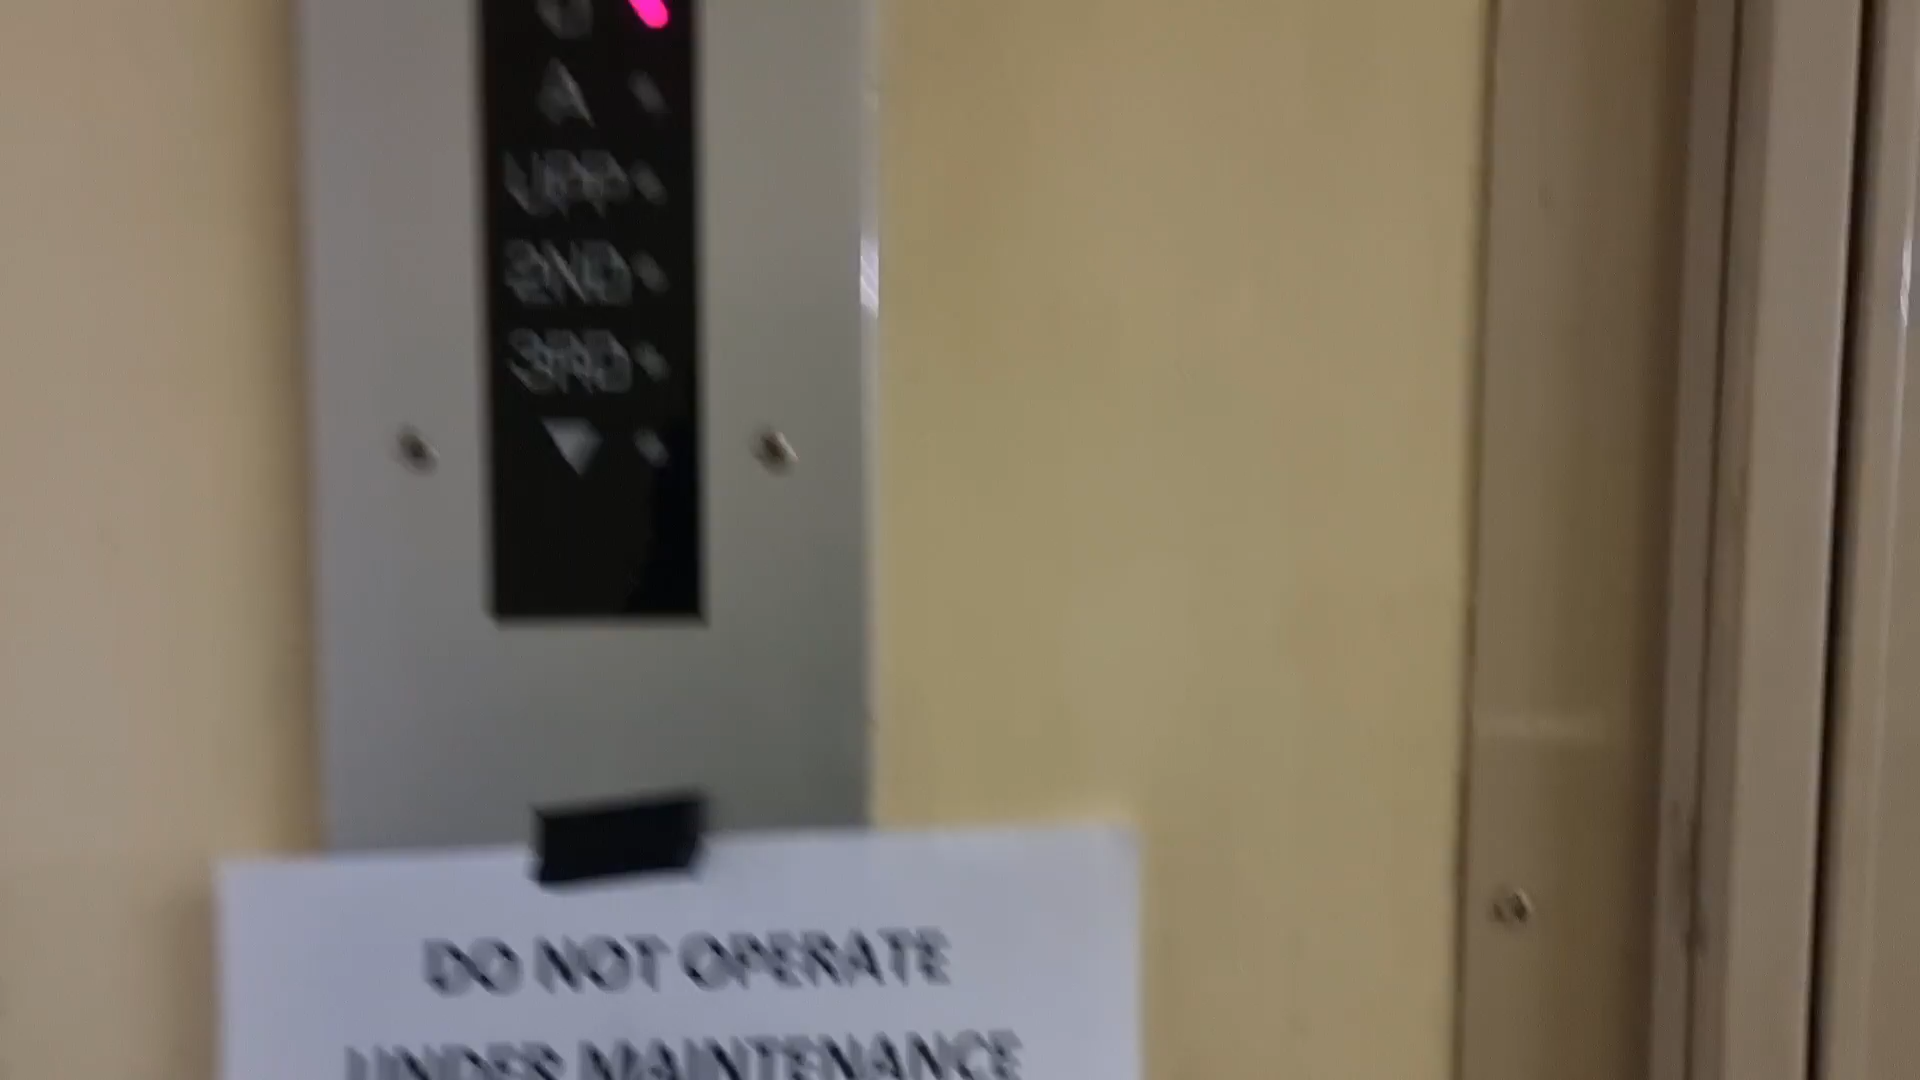 UPP
2ND
3RD
DO NOT OPERATE
UNDER MAINTENANCE